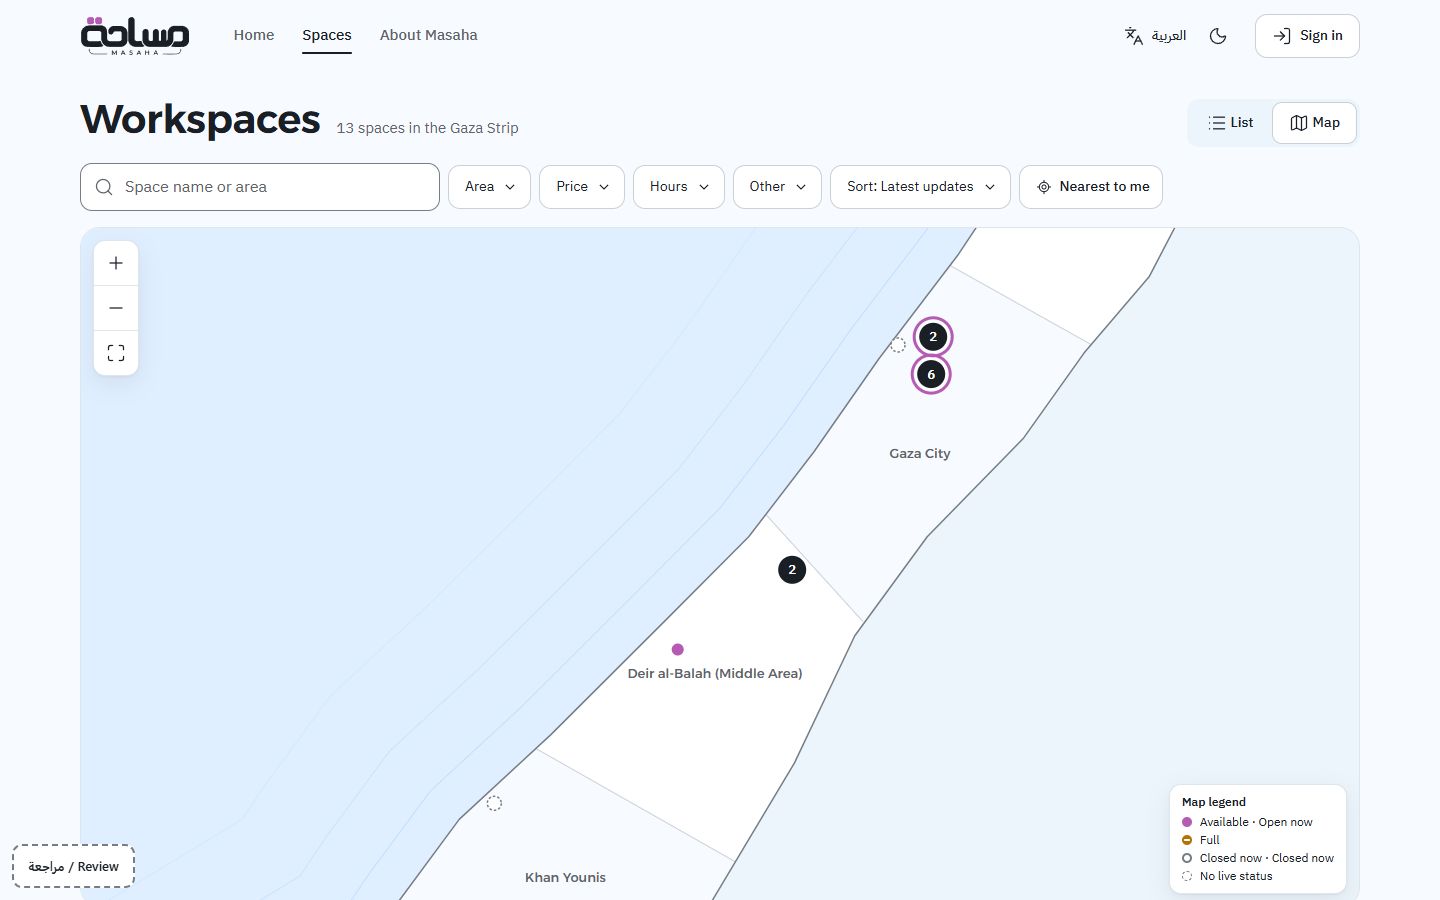 مساحة
MASAHA
Home
Spaces
About Masaha
العربية
Sign in
Workspaces
13 spaces in the Gaza Strip
List
Map
Space name or area
Area
Price
Hours
Other
Sort: Latest updates
Nearest to me
2
6
Gaza City
2
Deir al-Balah (Middle Area)
Khan Younis
Map legend
Available · Open now
Full
Closed now · Closed now
No live status
مراجعة / Review